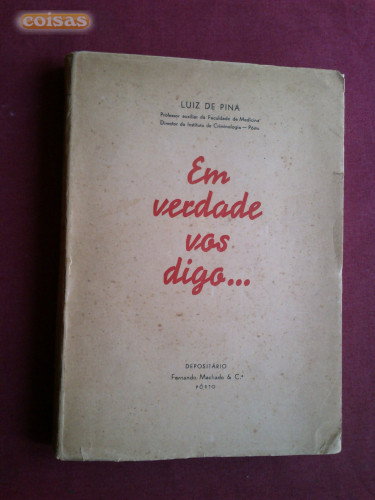 coisas
LUIZ DE PINA
Professor auxiliar da Faculdade de Medicina
Director do Instituto de Criminologia — Pôrto
Em
verdade
vos
digo...
DEPOSITÁRIO
Fernando Machado & C.ª
PÔRTO